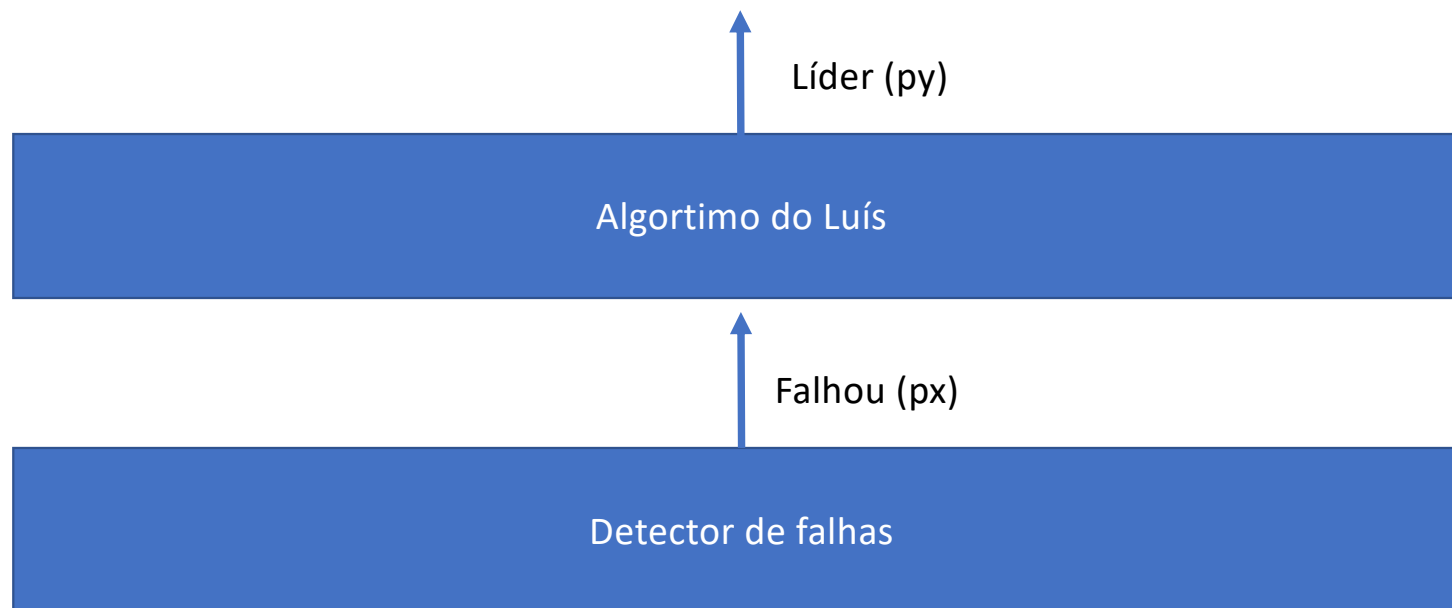 Líder (py)
Algortimo do Luís
Falhou (px)
Detector de falhas